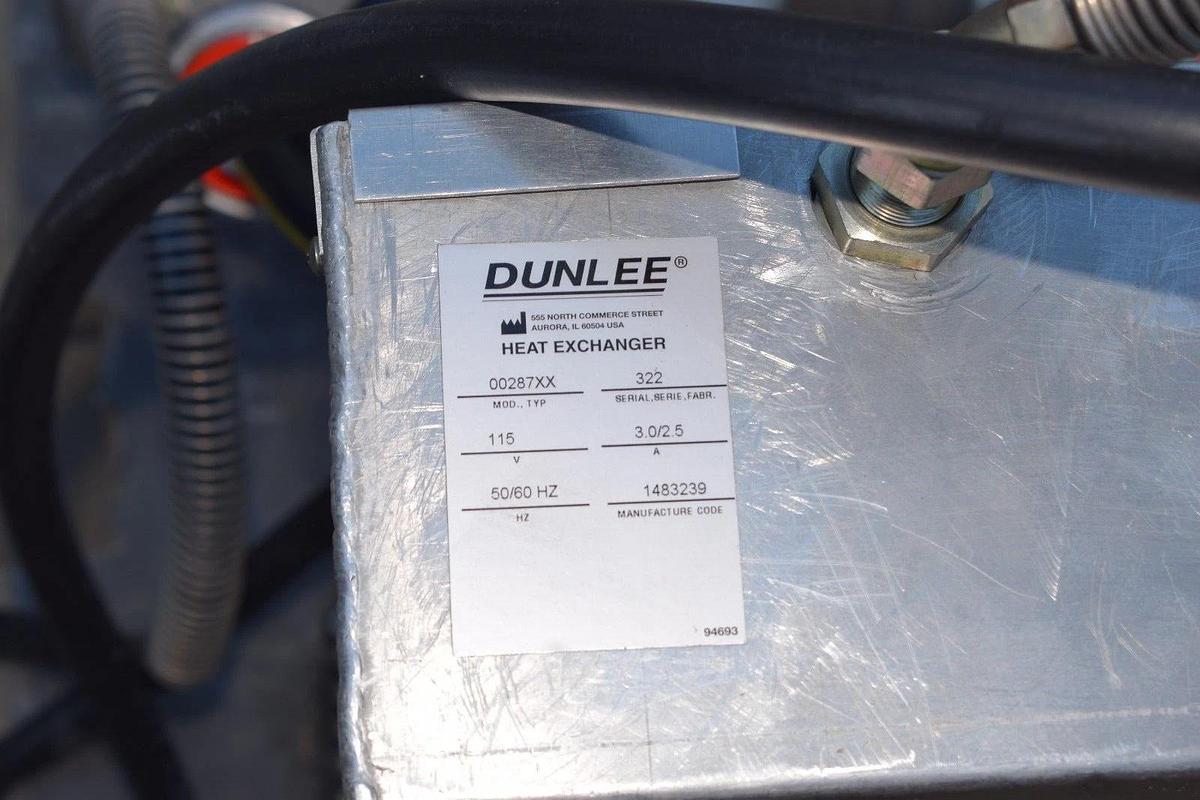 DUNLEE®
555 NORTH COMMERCE STREET
AURORA, IL 60504 USA
HEAT EXCHANGER
00287XX 322
MOD., TYP SERIAL,SERIE,FABR.
115 3.0/2.5
V A
50/60 HZ 1483239
HZ MANUFACTURE CODE
94693